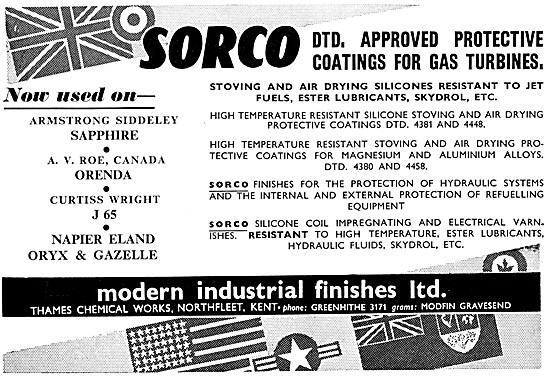 SORCO DTD. APPROVED PROTECTIVE
COATINGS FOR GAS TURBINES.
Now used on—
ARMSTRONG SIDDELEY
SAPPHIRE
A. V. ROE, CANADA
ORENDA
CURTISS WRIGHT
J 65
NAPIER ELAND
ORYX & GAZELLE
STOVING AND AIR DRYING SILICONES RESISTANT TO JET
FUELS, ESTER LUBRICANTS, SKYDROL, ETC.
HIGH TEMPERATURE RESISTANT SILICONE STOVING AND AIR DRYING
PROTECTIVE COATINGS DTD. 4381 AND 4448.
HIGH TEMPERATURE RESISTANT STOVING AND AIR DRYING PRO-
TECTIVE COATINGS FOR MAGNESIUM AND ALUMINIUM ALLOYS.
DTD. 4380 AND 4458.
SORCO FINISHES FOR THE PROTECTION OF HYDRAULIC SYSTEMS
AND THE INTERNAL AND EXTERNAL PROTECTION OF REFUELLING
EQUIPMENT
SORCO SILICONE COIL IMPREGNATING AND ELECTRICAL VARN-
ISHES. RESISTANT TO HIGH TEMPERATURE, ESTER LUBRICANTS,
HYDRAULIC FLUIDS, SKYDROL, ETC.
modern industrial finishes ltd.
THAMES CHEMICAL WORKS, NORTHFLEET, KENT · phone: GREENHITHE 3171 grams: MODFIN GRAVESEND